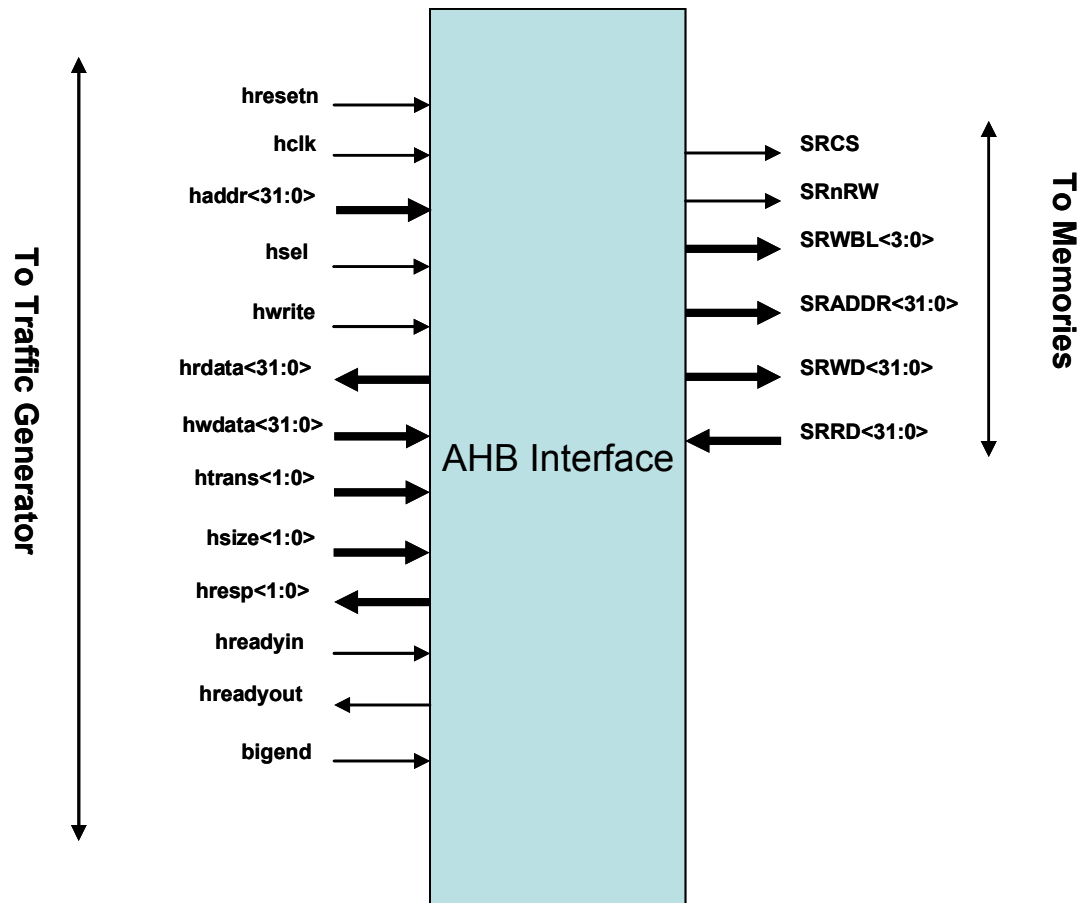 To Traffic Generator
hresetn
hclk
haddr<31:0>
hsel
hwrite
hrdata<31:0>
hwdata<31:0>
htrans<1:0>
hsize<1:0>
hresp<1:0>
hreadyin
hreadyout
bigend
AHB Interface
SRCS
SRnRW
SRWBL<3:0>
SRADDR<31:0>
SRWD<31:0>
SRRD<31:0>
To Memories